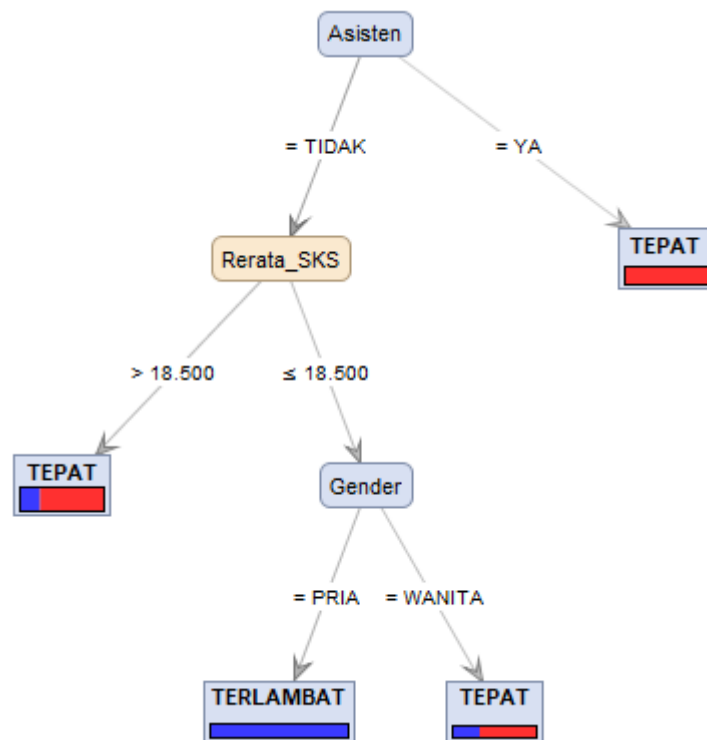 Asisten
= TIDAK
= YA
Rerata_SKS
TEPAT
> 18.500
≤ 18.500
TEPAT
Gender
= PRIA
= WANITA
TERLAMBAT
TEPAT